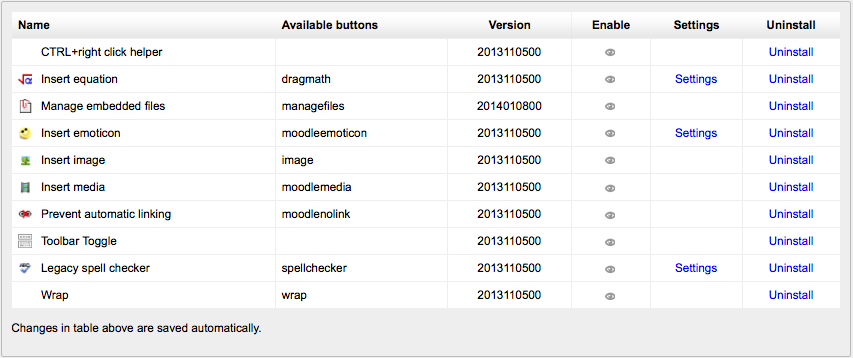 Name Available buttons Version Enable Settings Uninstall
CTRL+right click helper 2013110500 Uninstall
Insert equation dragmath 2013110500 Settings Uninstall
Manage embedded files managefiles 2014010800 Uninstall
Insert emoticon moodleemoticon 2013110500 Settings Uninstall
Insert image image 2013110500 Uninstall
Insert media moodlemedia 2013110500 Uninstall
Prevent automatic linking moodlenolink 2013110500 Uninstall
Toolbar Toggle 2013110500 Uninstall
Legacy spell checker spellchecker 2013110500 Settings Uninstall
Wrap wrap 2013110500 Uninstall
Changes in table above are saved automatically.